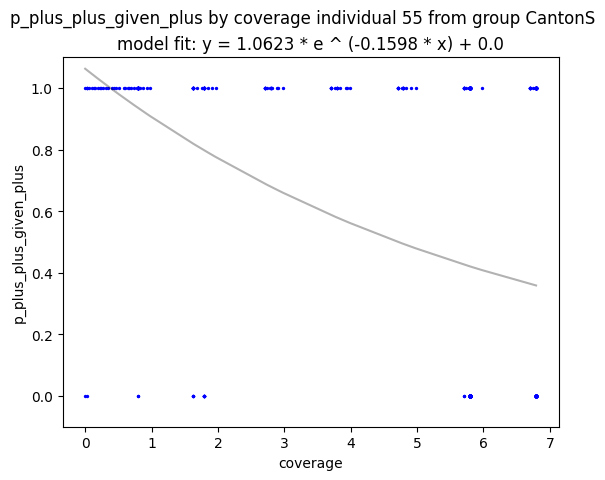 p_plus_plus_given_plus by coverage individual 55 from group CantonS
model fit: y = 1.0623 * e ^ (-0.1598 * x) + 0.0
p_plus_plus_given_plus
1.0
0.8
0.6
0.4
0.2
0.0
0 1 2 3 4 5 6 7
coverage